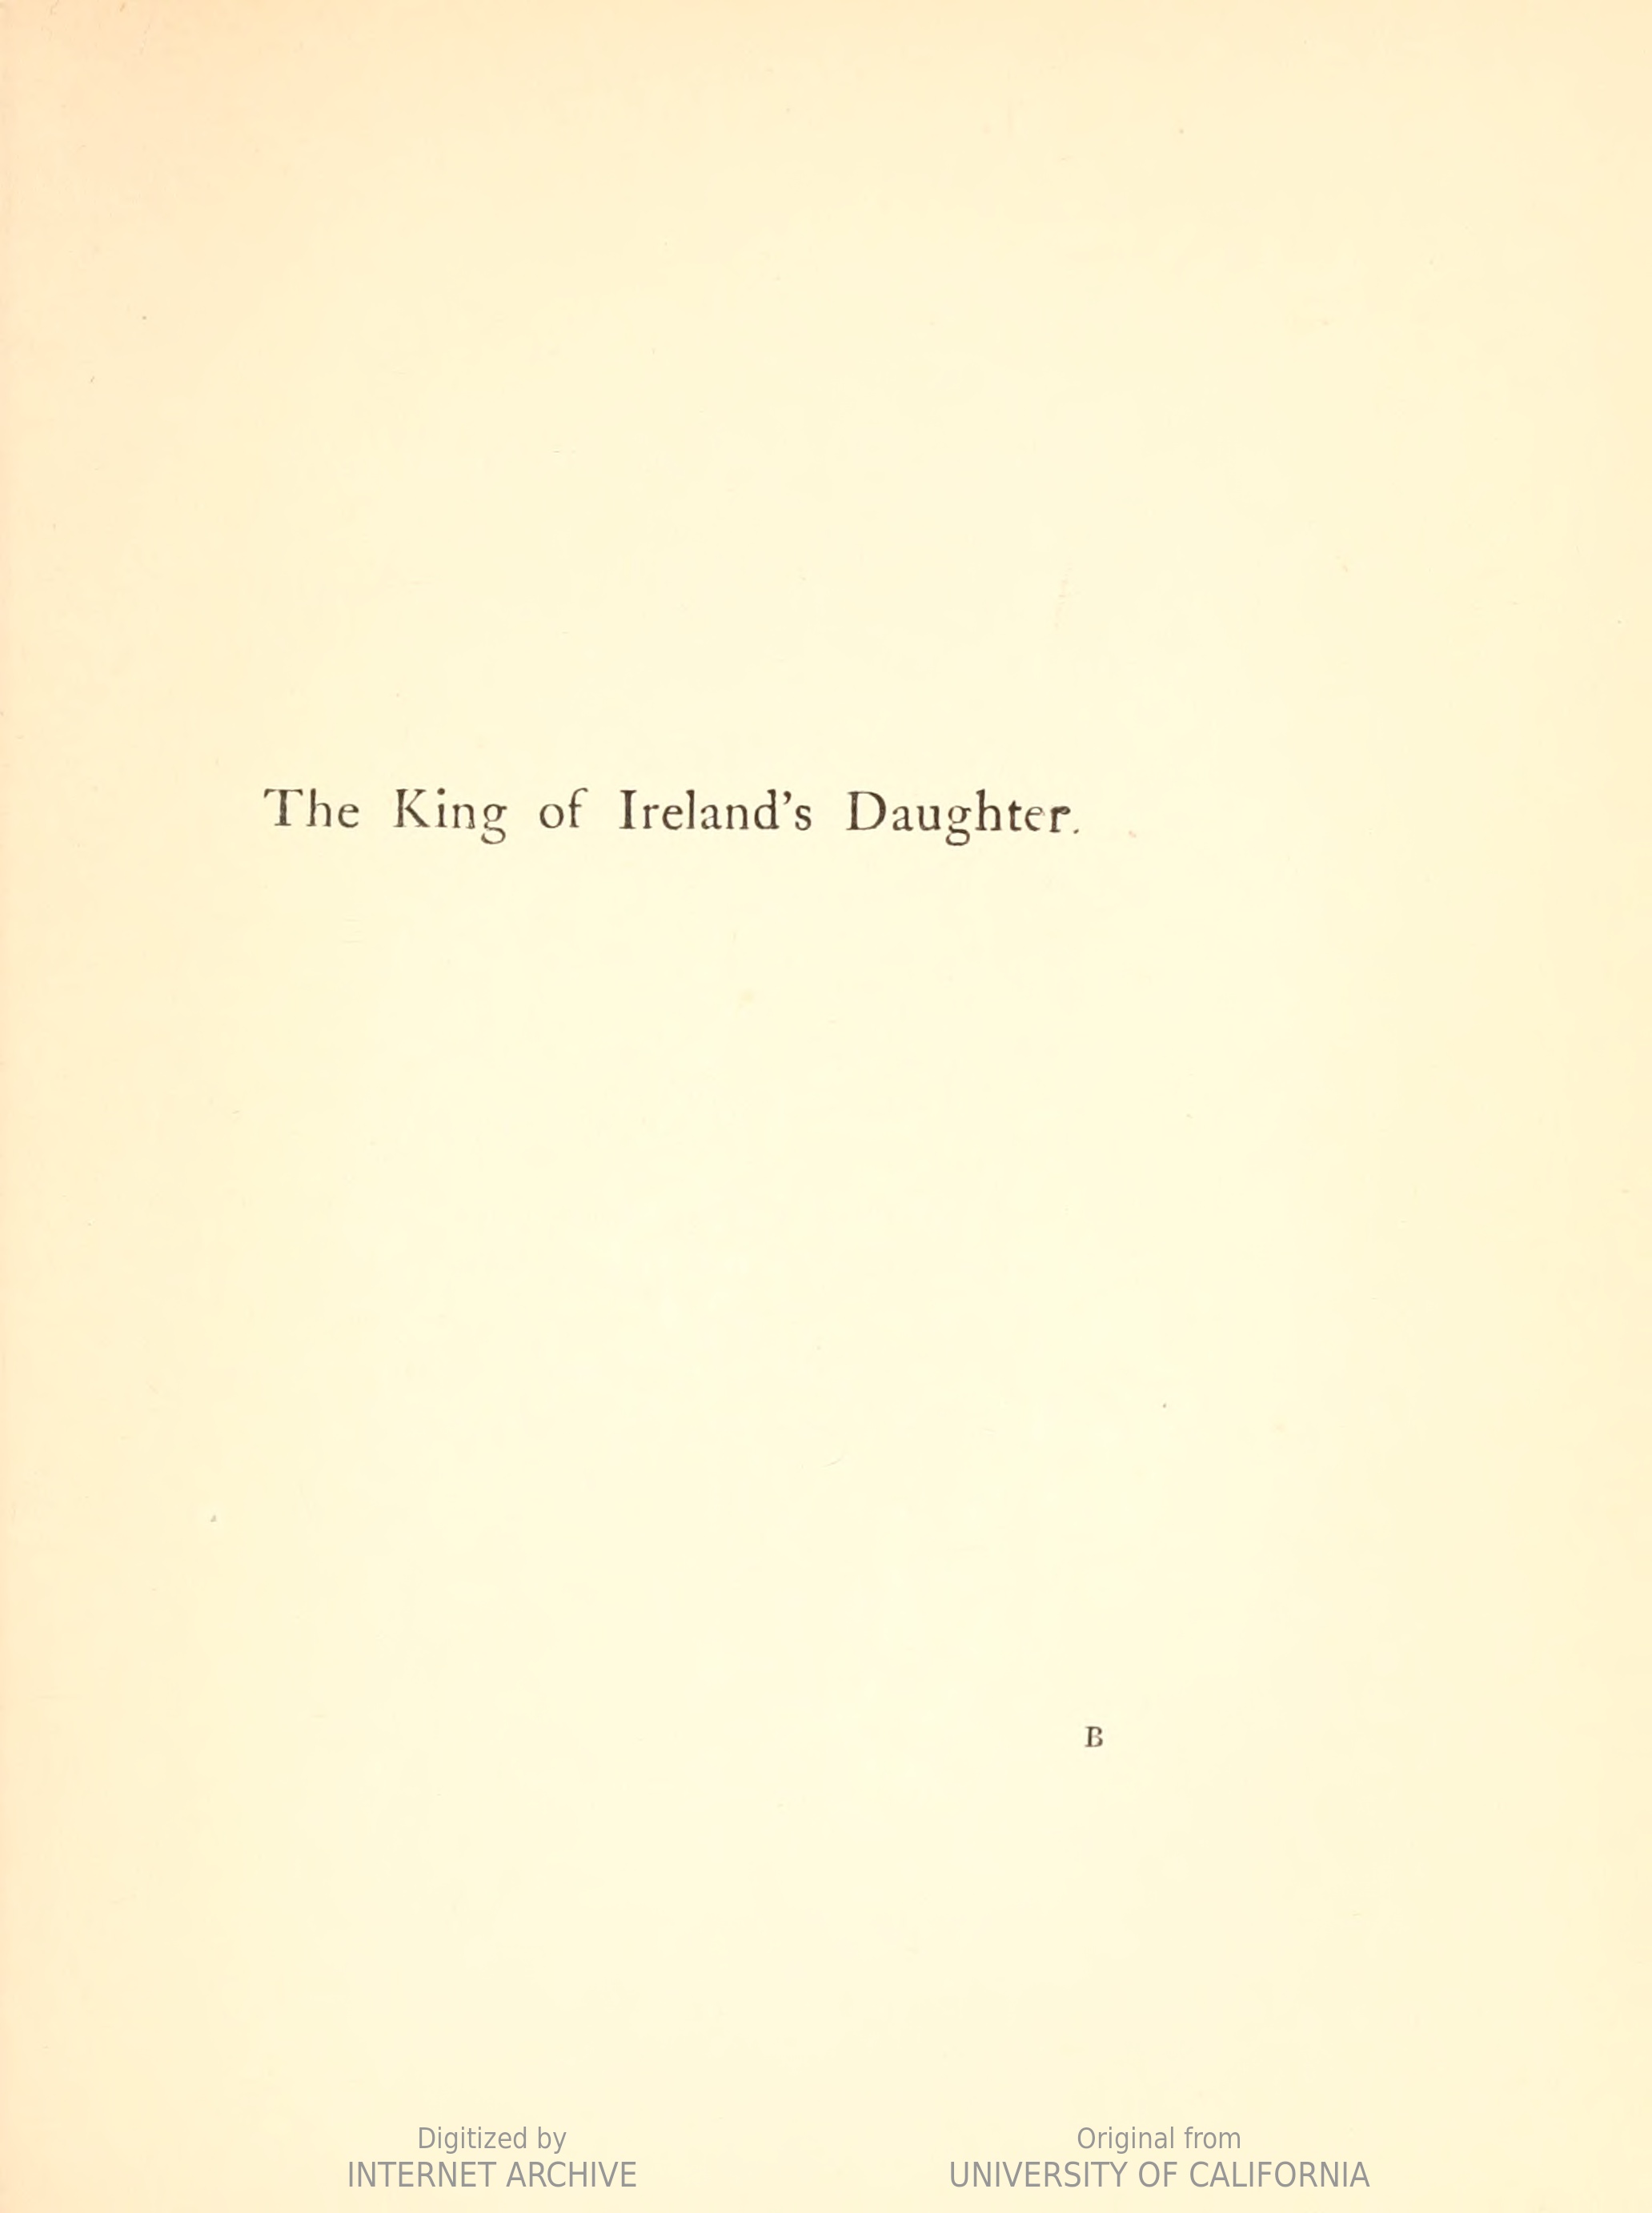 The King of Ireland's Daughter.
B
Digitized by
INTERNET ARCHIVE
Original from
UNIVERSITY OF CALIFORNIA